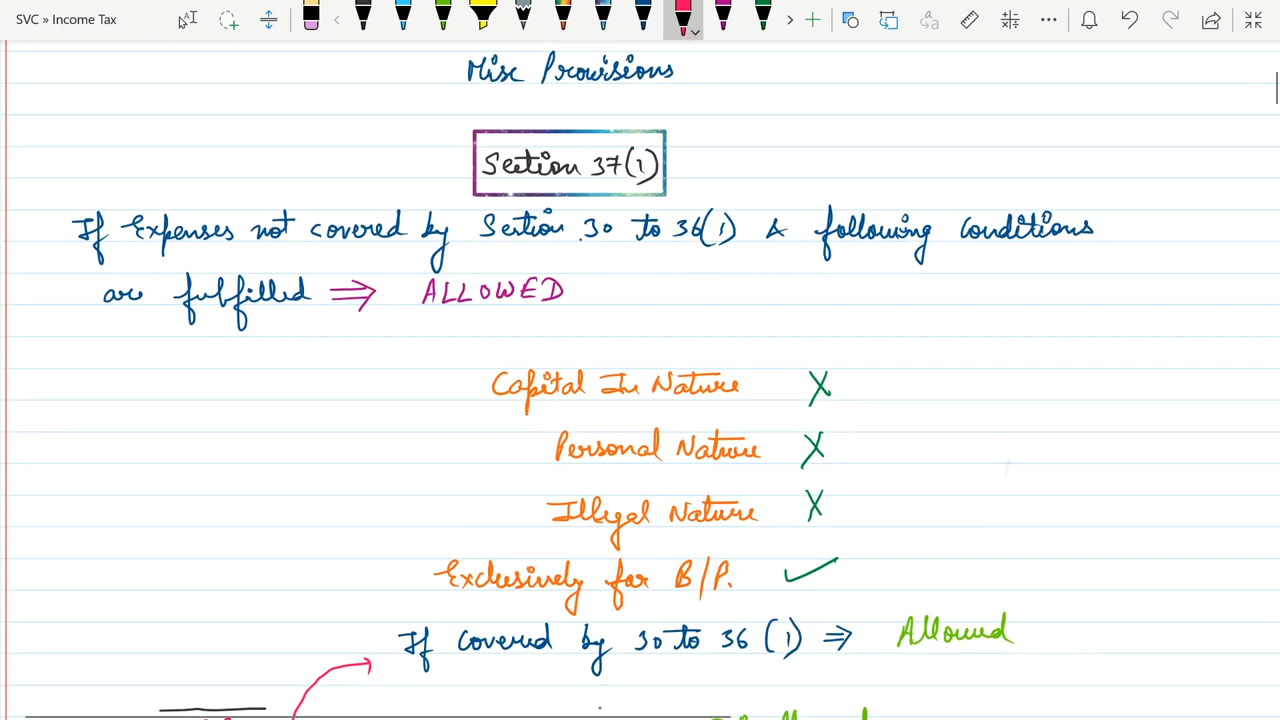 SVC » Income Tax
Misc Provisions
Section 37(1)
If Expenses not covered by Section 30 to 36(1) & following conditions
are fulfilled ⇒ ALLOWED
Capital In Nature X
Personal Nature X
Illegal Nature X
Exclusively for B/P. ✓
If covered by 30 to 36 (1) ⇒ Allowed